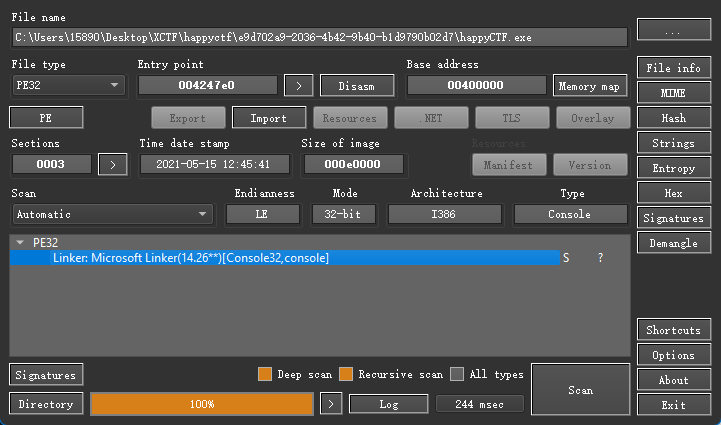 File name
C:\Users\15890\Desktop\XCTF\happyctf\e9d702a9-2036-4b42-9b40-b1d9790b02d7\happyCTF.exe
...
File type
Entry point
Base address
PE32
004247e0
>
Disasm
00400000
Memory map
File info
MIME
PE
Export
Import
Resources
.NET
TLS
Overlay
Hash
Sections
Time date stamp
Size of image
Resources
Strings
0003
>
2021-05-15 12:45:41
000e0000
Manifest
Version
Entropy
Scan
Endianness
Mode
Architecture
Type
Hex
Automatic
LE
32-bit
I386
Console
Signatures
PE32
Demangle
Linker: Microsoft Linker(14.26**)[Console32,console]
S
?
Shortcuts
Options
Signatures
Deep scan
Recursive scan
All types
Scan
About
Directory
100%
>
Log
244 msec
Exit